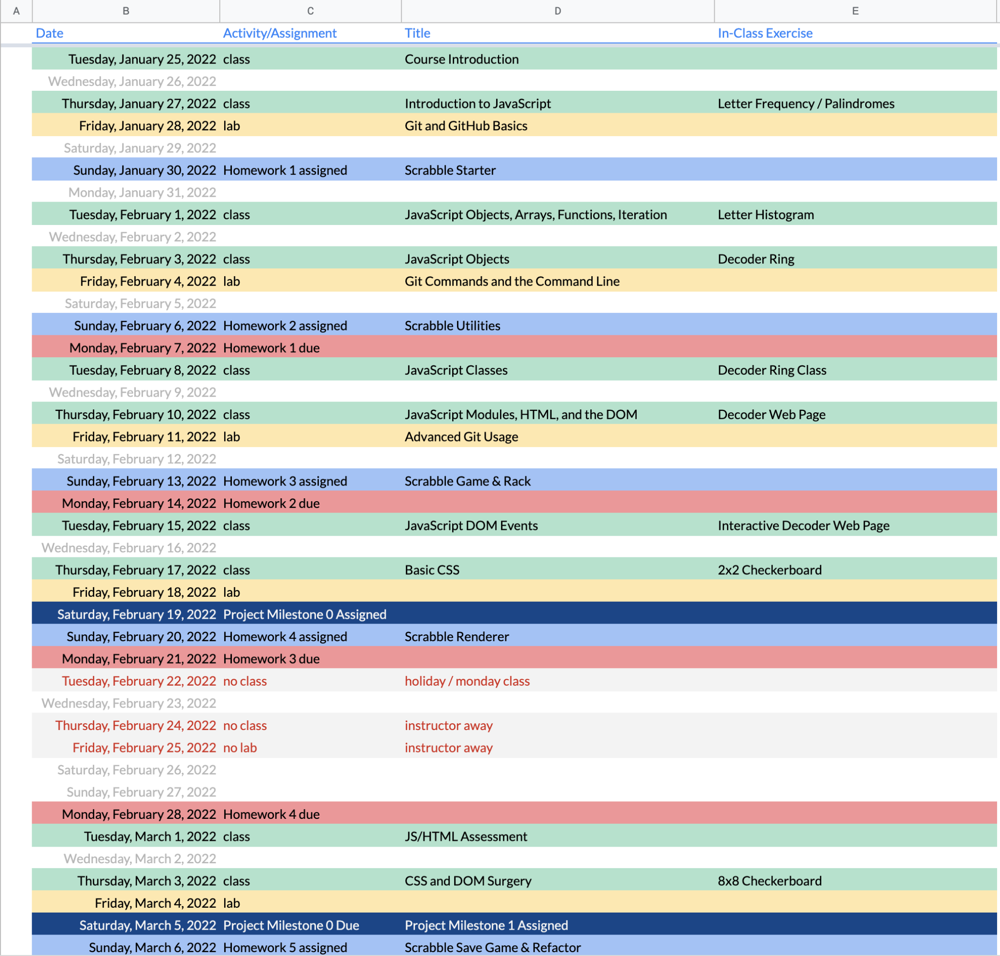 A B C D E
Date Activity/Assignment Title In-Class Exercise
Tuesday, January 25, 2022 class Course Introduction
Wednesday, January 26, 2022
Thursday, January 27, 2022 class Introduction to JavaScript Letter Frequency / Palindromes
Friday, January 28, 2022 lab Git and GitHub Basics
Saturday, January 29, 2022
Sunday, January 30, 2022 Homework 1 assigned Scrabble Starter
Monday, January 31, 2022
Tuesday, February 1, 2022 class JavaScript Objects, Arrays, Functions, Iteration Letter Histogram
Wednesday, February 2, 2022
Thursday, February 3, 2022 class JavaScript Objects Decoder Ring
Friday, February 4, 2022 lab Git Commands and the Command Line
Saturday, February 5, 2022
Sunday, February 6, 2022 Homework 2 assigned Scrabble Utilities
Monday, February 7, 2022 Homework 1 due
Tuesday, February 8, 2022 class JavaScript Classes Decoder Ring Class
Wednesday, February 9, 2022
Thursday, February 10, 2022 class JavaScript Modules, HTML, and the DOM Decoder Web Page
Friday, February 11, 2022 lab Advanced Git Usage
Saturday, February 12, 2022
Sunday, February 13, 2022 Homework 3 assigned Scrabble Game & Rack
Monday, February 14, 2022 Homework 2 due
Tuesday, February 15, 2022 class JavaScript DOM Events Interactive Decoder Web Page
Wednesday, February 16, 2022
Thursday, February 17, 2022 class Basic CSS 2x2 Checkerboard
Friday, February 18, 2022 lab
Saturday, February 19, 2022 Project Milestone 0 Assigned
Sunday, February 20, 2022 Homework 4 assigned Scrabble Renderer
Monday, February 21, 2022 Homework 3 due
Tuesday, February 22, 2022 no class holiday / monday class
Wednesday, February 23, 2022
Thursday, February 24, 2022 no class instructor away
Friday, February 25, 2022 no lab instructor away
Saturday, February 26, 2022
Sunday, February 27, 2022
Monday, February 28, 2022 Homework 4 due
Tuesday, March 1, 2022 class JS/HTML Assessment
Wednesday, March 2, 2022
Thursday, March 3, 2022 class CSS and DOM Surgery 8x8 Checkerboard
Friday, March 4, 2022 lab
Saturday, March 5, 2022 Project Milestone 0 Due Project Milestone 1 Assigned
Sunday, March 6, 2022 Homework 5 assigned Scrabble Save Game & Refactor